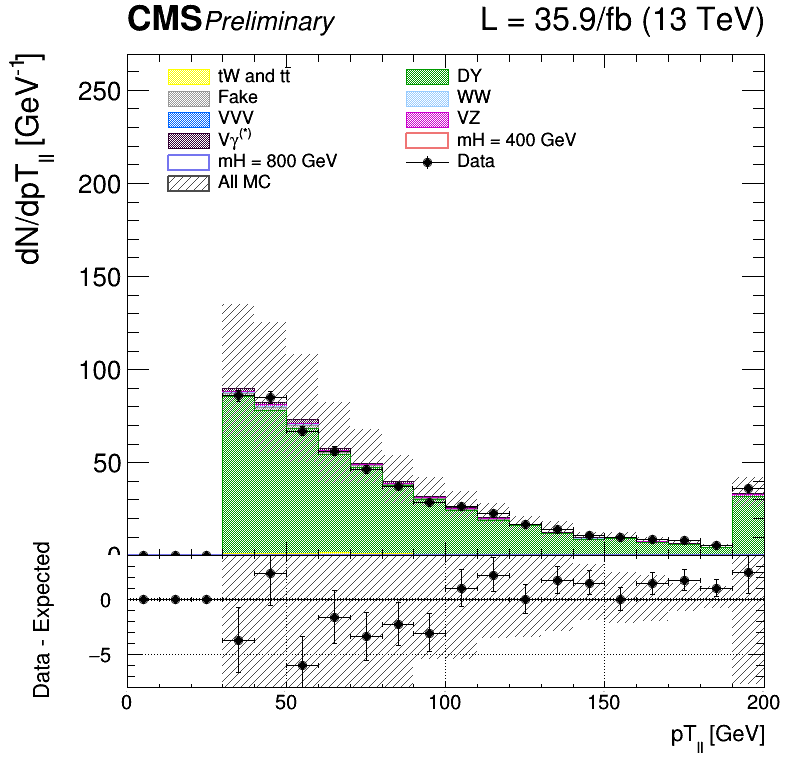 CMS Preliminary L = 35.9/fb (13 TeV)
dN/dpT_ll [GeV⁻¹]
250
200
150
100
50
0
tW and tt
DY
Fake
WW
VVV
VZ
Vγ(*)
mH = 400 GeV
mH = 800 GeV
Data
All MC
Data - Expected
0
−5
0 50 100 150 200
pT_ll [GeV]